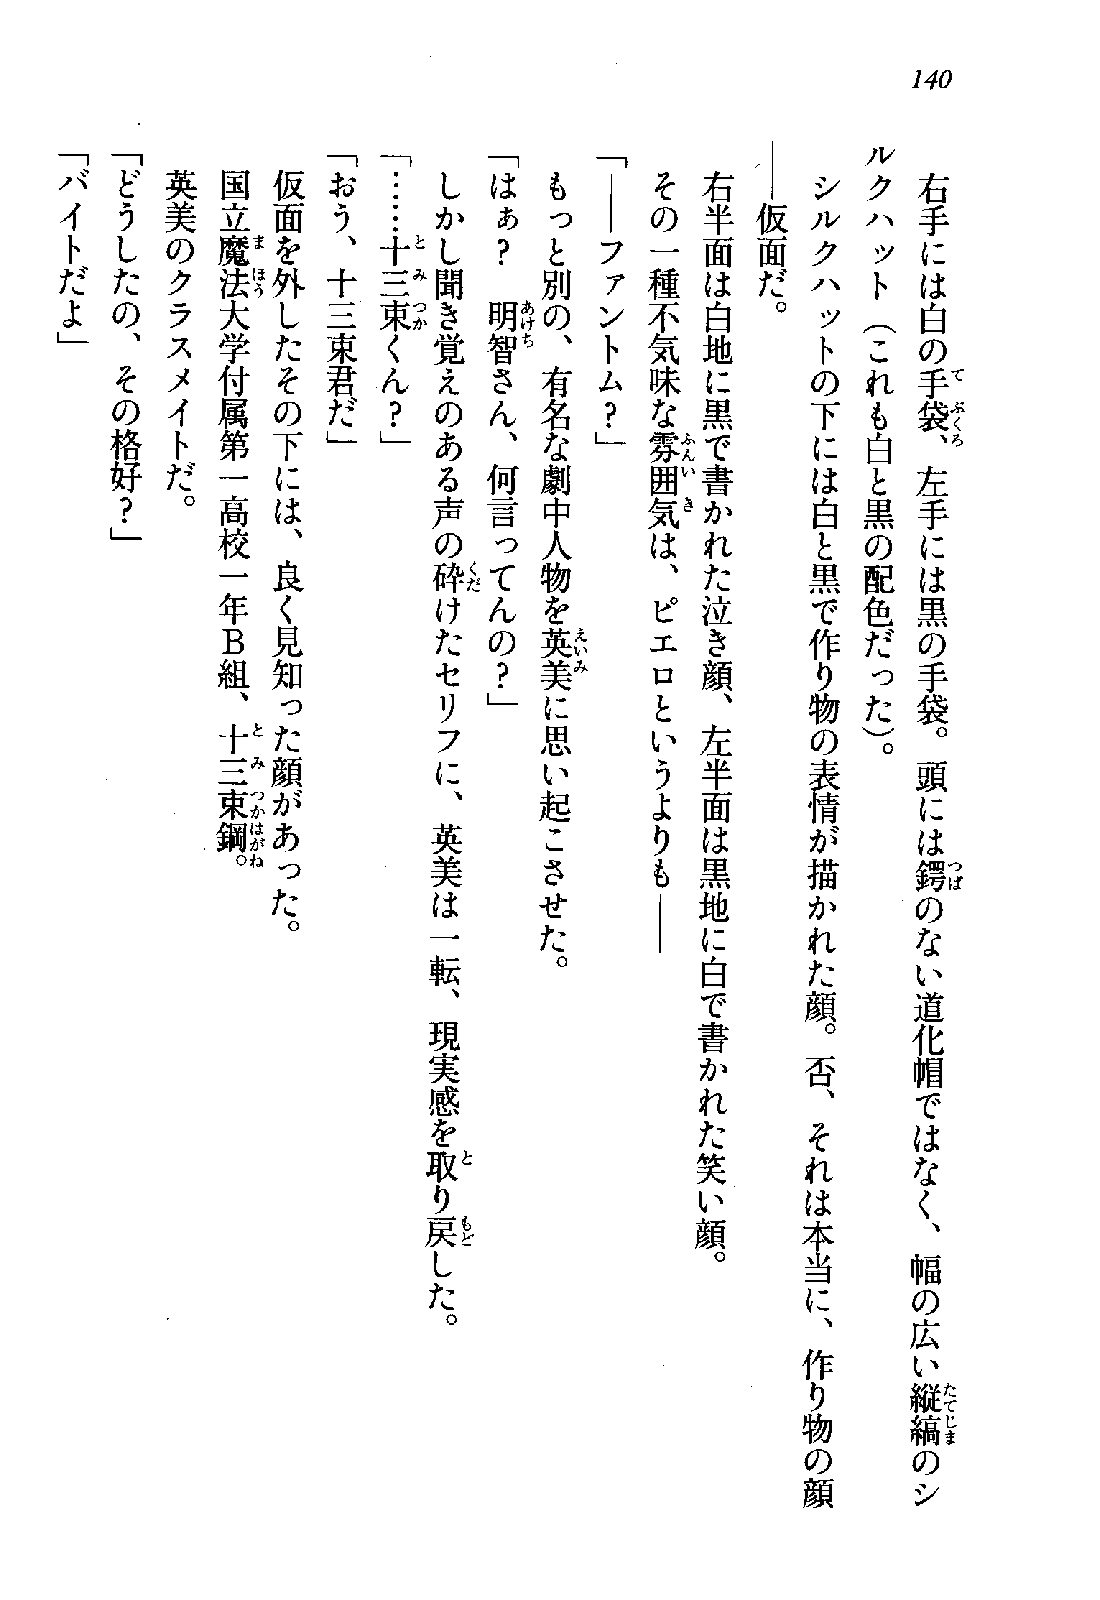 140
右手には白の手袋、左手には黒の手袋。頭には鍔のない道化帽ではなく、幅の広い縦縞のシ
ルクハット（これも白と黒の配色だった）。
シルクハットの下には白と黒で作り物の表情が描かれた顔。否、それは本当に、作り物の顔
――仮面だ。
右半面は白地に黒で書かれた泣き顔、左半面は黒地に白で書かれた笑い顔。
その一種不気味な雰囲気は、ピエロというよりも――
「――ファントム？」
もっと別の、有名な劇中人物を英美に思い起こさせた。
「はぁ？　明智さん、何言ってんの？」
しかし聞き覚えのある声の砕けたセリフに、英美は一転、現実感を取り戻した。
「……十三束くん？」
「おう、十三束君だ」
仮面を外したその下には、良く見知った顔があった。
国立魔法大学付属第一高校一年Ｂ組、十三束鋼。
英美のクラスメイトだ。
「どうしたの、その格好？」
「バイトだよ」